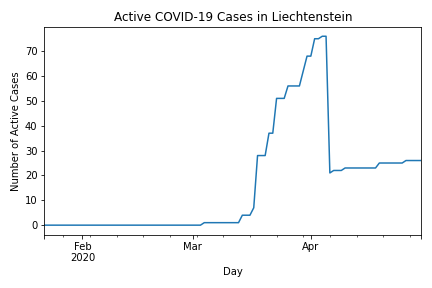 Active COVID-19 Cases in Liechtenstein
Number of Active Cases
70
60
50
40
30
20
10
0
Feb
2020
Mar
Apr
Day